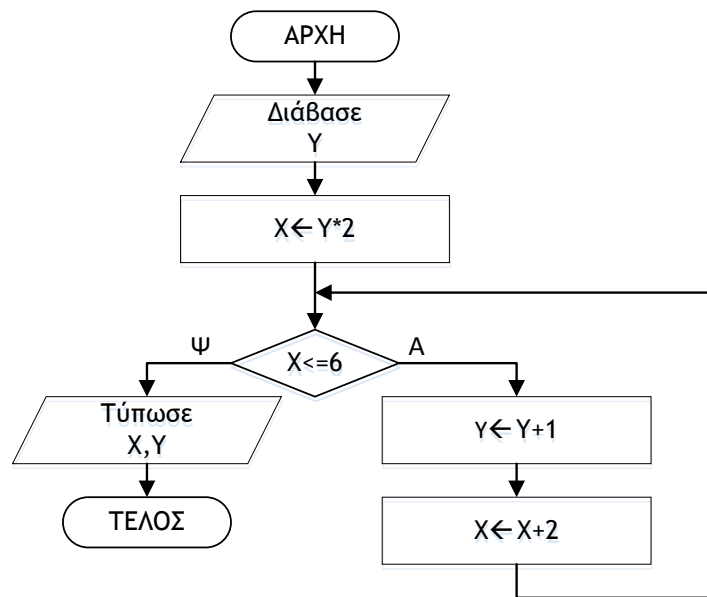 ΑΡΧΗ
Διάβασε
Υ
Χ← Υ*2
Ψ
Χ<=6
Α
Τύπωσε
Χ,Υ
Υ← Υ+1
ΤΕΛΟΣ
Χ← Χ+2